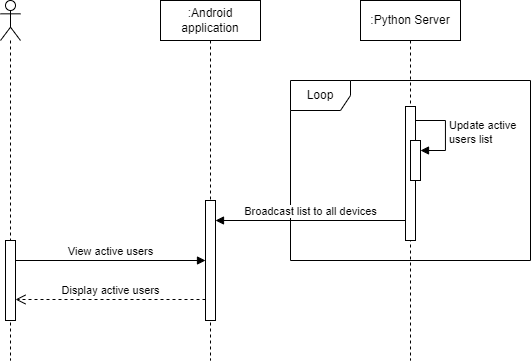 :Android
application
:Python Server
Loop
Update active
users list
Broadcast list to all devices
View active users
Display active users